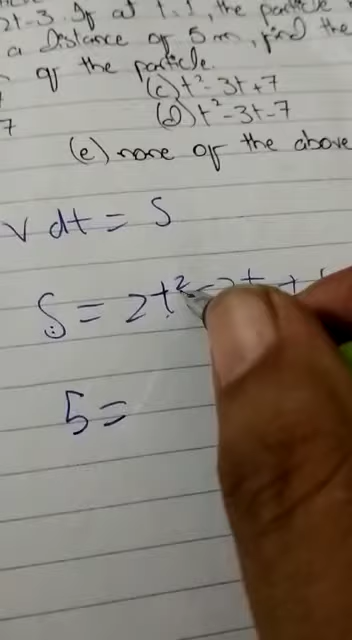 2t-3. If at t=1, the particle
a distance of 5m, find the
of the particle.
(c) t²-3t+7
7
(d) t²-3t-7
(e) none of the above
v dt = S
S = 2t² - 3t +
5 =